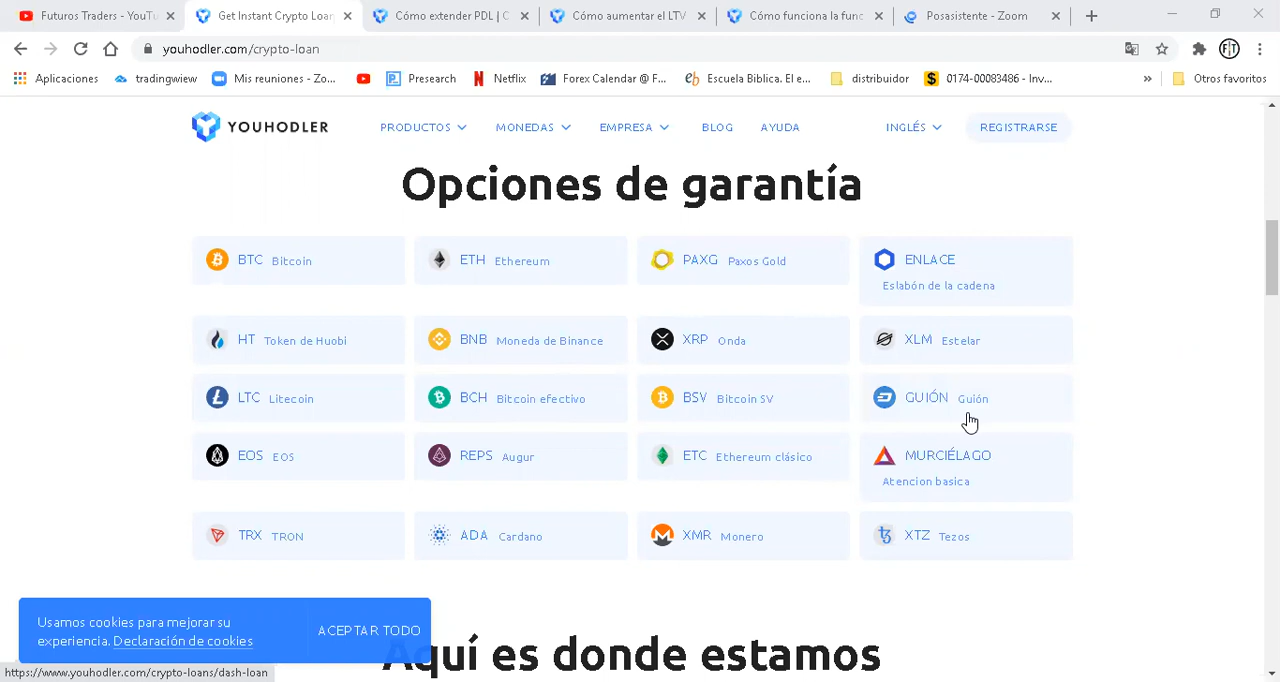 Futuros Traders - YouTu
Get Instant Crypto Loan
Cómo extender PDL | C
Cómo aumentar el LTV
Cómo funciona la func
Posasistente - Zoom
youhodler.com/crypto-loan
Aplicaciones
tradingwiew
Mis reuniones - Zo...
Presearch
Netflix
Forex Calendar @ F...
Escuela Biblica. El e...
distribuidor
0174-00083486 - Inv...
»
Otros favoritos
YOUHODLER
PRODUCTOS
MONEDAS
EMPRESA
BLOG
AYUDA
INGLÉS
REGISTRARSE
Opciones de garantía
BTC Bitcoin
ETH Ethereum
PAXG Paxos Gold
ENLACE
Eslabón de la cadena
HT Token de Huobi
BNB Moneda de Binance
XRP Onda
XLM Estelar
LTC Litecoin
BCH Bitcoin efectivo
BSV Bitcoin SV
GUIÓN Guión
EOS EOS
REPS Augur
ETC Ethereum clásico
MURCIÉLAGO
Atencion basica
TRX TRON
ADA Cardano
XMR Monero
XTZ Tezos
Usamos cookies para mejorar su
experiencia. Declaración de cookies
ACEPTAR TODO
Aquí es donde estamos
https://www.youhodler.com/crypto-loans/dash-loan